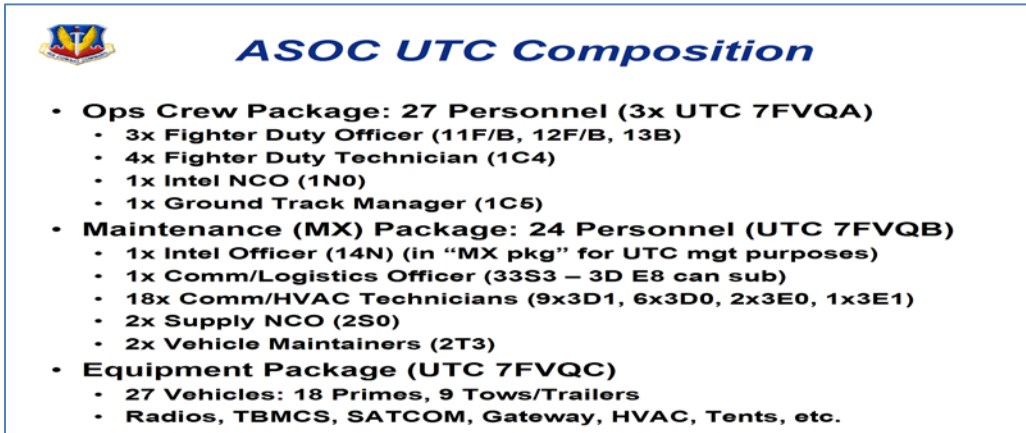 ASOC UTC Composition
• Ops Crew Package: 27 Personnel (3x UTC 7FVQA)
• 3x Fighter Duty Officer (11F/B, 12F/B, 13B)
• 4x Fighter Duty Technician (1C4)
• 1x Intel NCO (1N0)
• 1x Ground Track Manager (1C5)
• Maintenance (MX) Package: 24 Personnel (UTC 7FVQB)
• 1x Intel Officer (14N) (in “MX pkg” for UTC mgt purposes)
• 1x Comm/Logistics Officer (33S3 – 3D E8 can sub)
• 18x Comm/HVAC Technicians (9x3D1, 6x3D0, 2x3E0, 1x3E1)
• 2x Supply NCO (2S0)
• 2x Vehicle Maintainers (2T3)
• Equipment Package (UTC 7FVQC)
• 27 Vehicles: 18 Primes, 9 Tows/Trailers
• Radios, TBMCS, SATCOM, Gateway, HVAC, Tents, etc.